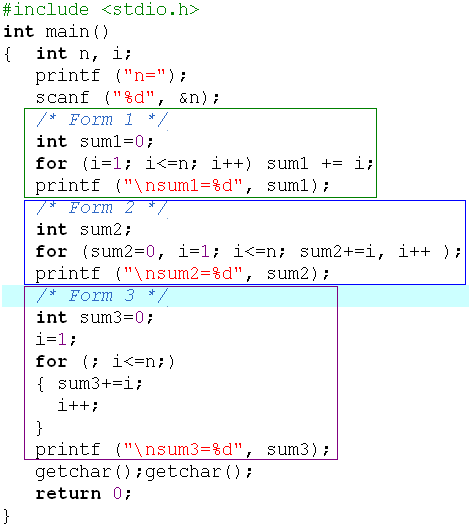 #include <stdio.h>
int main()
{  int n, i;
   printf ("n=");
   scanf ("%d", &n);
   /* Form 1 */
   int sum1=0;
   for (i=1; i<=n; i++) sum1 += i;
   printf ("\nsum1=%d", sum1);
   /* Form 2 */
   int sum2;
   for (sum2=0, i=1; i<=n; sum2+=i, i++ );
   printf ("\nsum2=%d", sum2);
   /* Form 3 */
   int sum3=0;
   i=1;
   for (; i<=n;)
   { sum3+=i;
     i++;
   }
   printf ("\nsum3=%d", sum3);
   getchar();getchar();
   return 0;
}